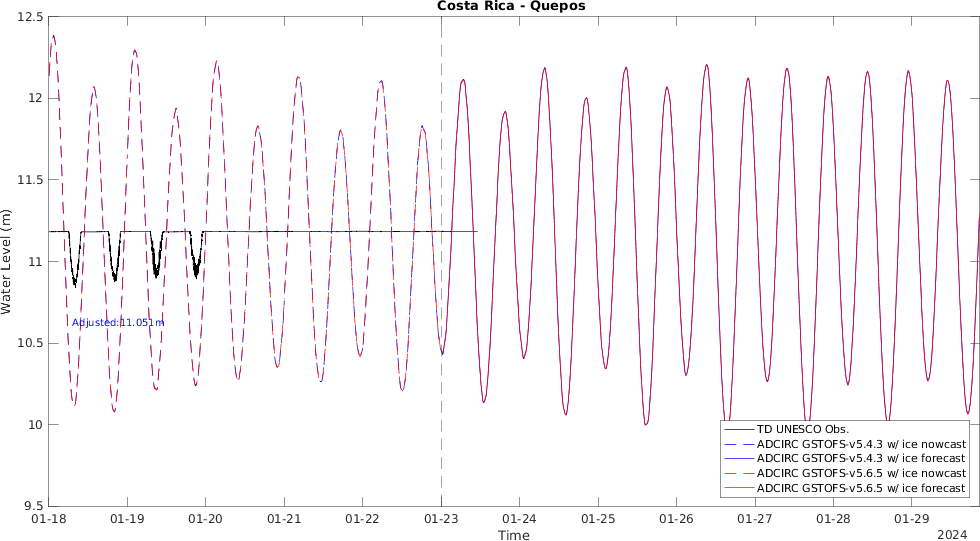 Costa Rica - Quepos
12.5
12
11.5
11
10.5
10
9.5
Water Level (m)
Adjusted:11.051m
TD UNESCO Obs.
ADCIRC GSTOFS-v5.4.3 w/ ice nowcast
ADCIRC GSTOFS-v5.4.3 w/ ice forecast
ADCIRC GSTOFS-v5.6.5 w/ ice nowcast
ADCIRC GSTOFS-v5.6.5 w/ ice forecast
01-18 01-19 01-20 01-21 01-22 01-23 01-24 01-25 01-26 01-27 01-28 01-29
Time
2024